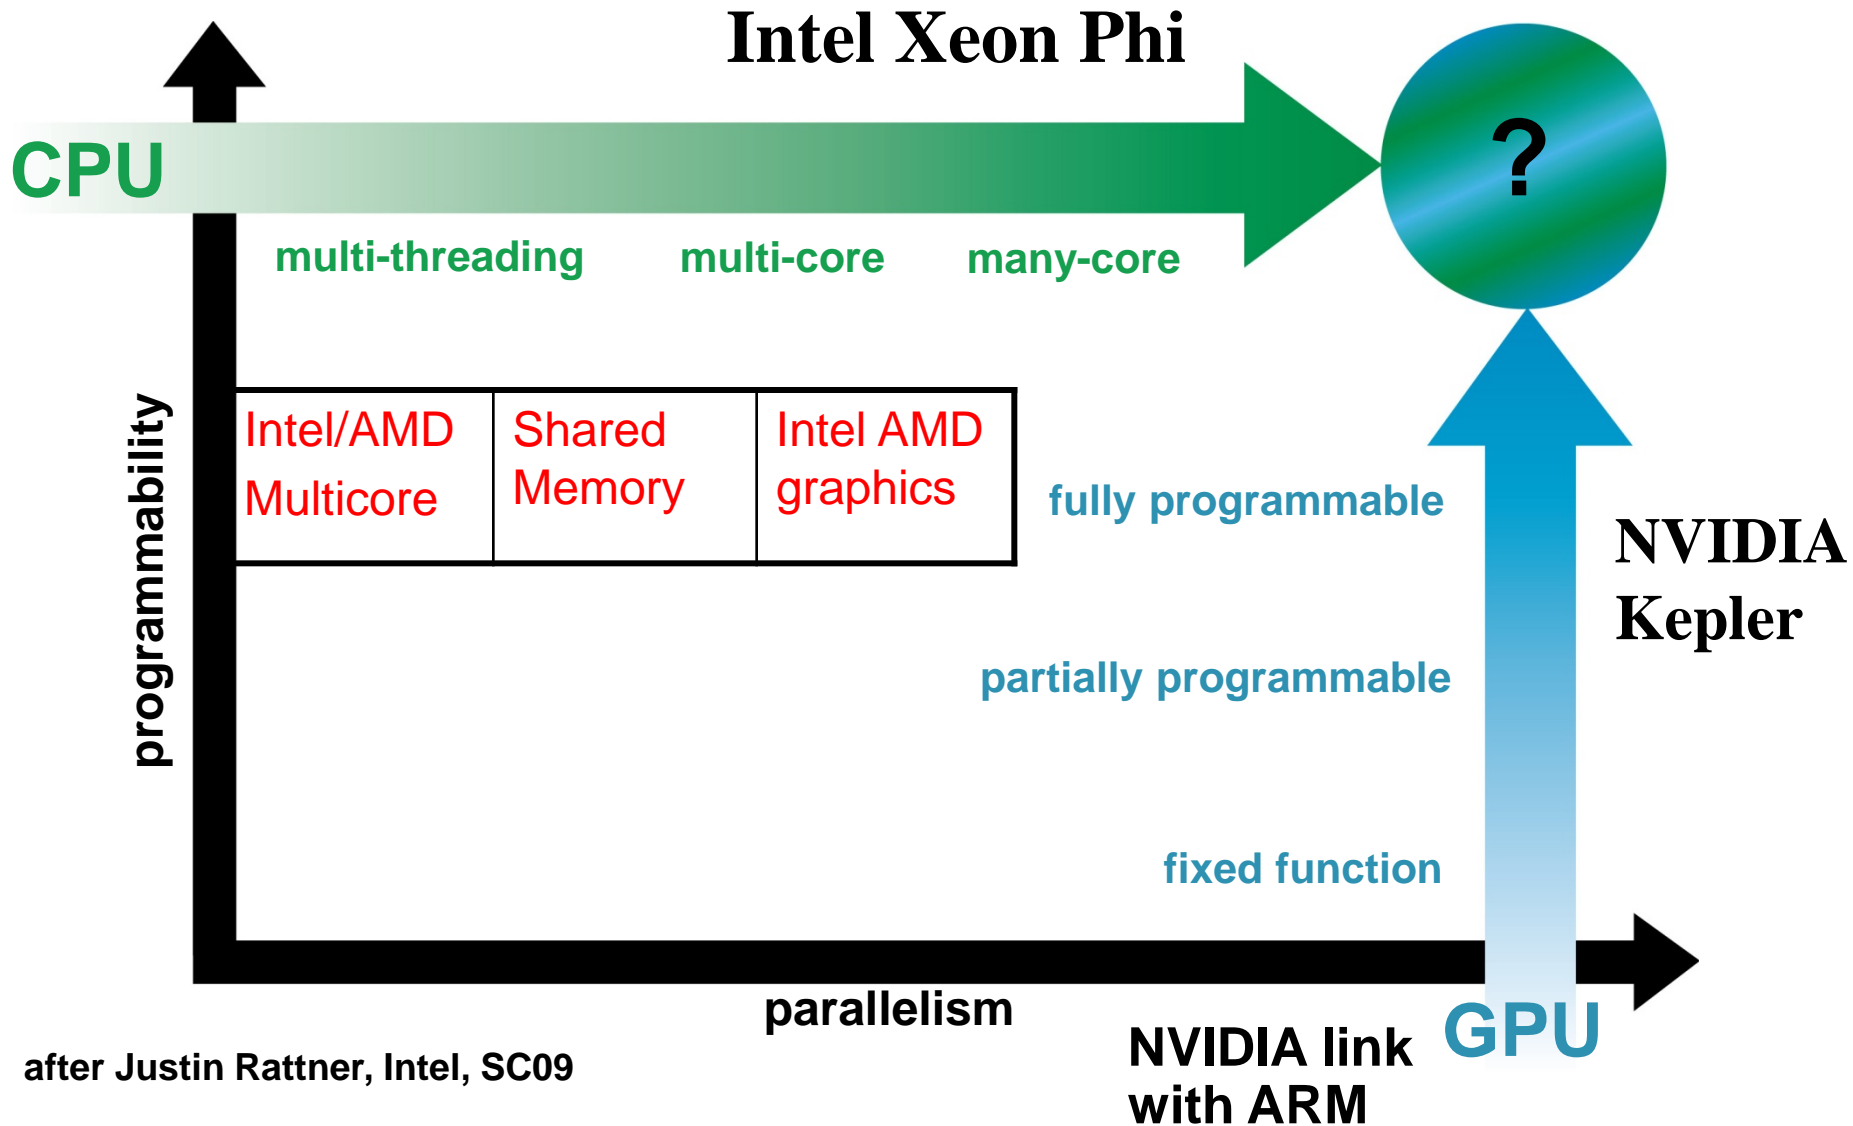 Intel Xeon Phi
CPU
?
multi-threading
multi-core
many-core
programmability
Intel/AMD
Multicore
Shared
Memory
Intel AMD
graphics
fully programmable
NVIDIA
Kepler
partially programmable
fixed function
parallelism
GPU
NVIDIA link
with ARM
after Justin Rattner, Intel, SC09